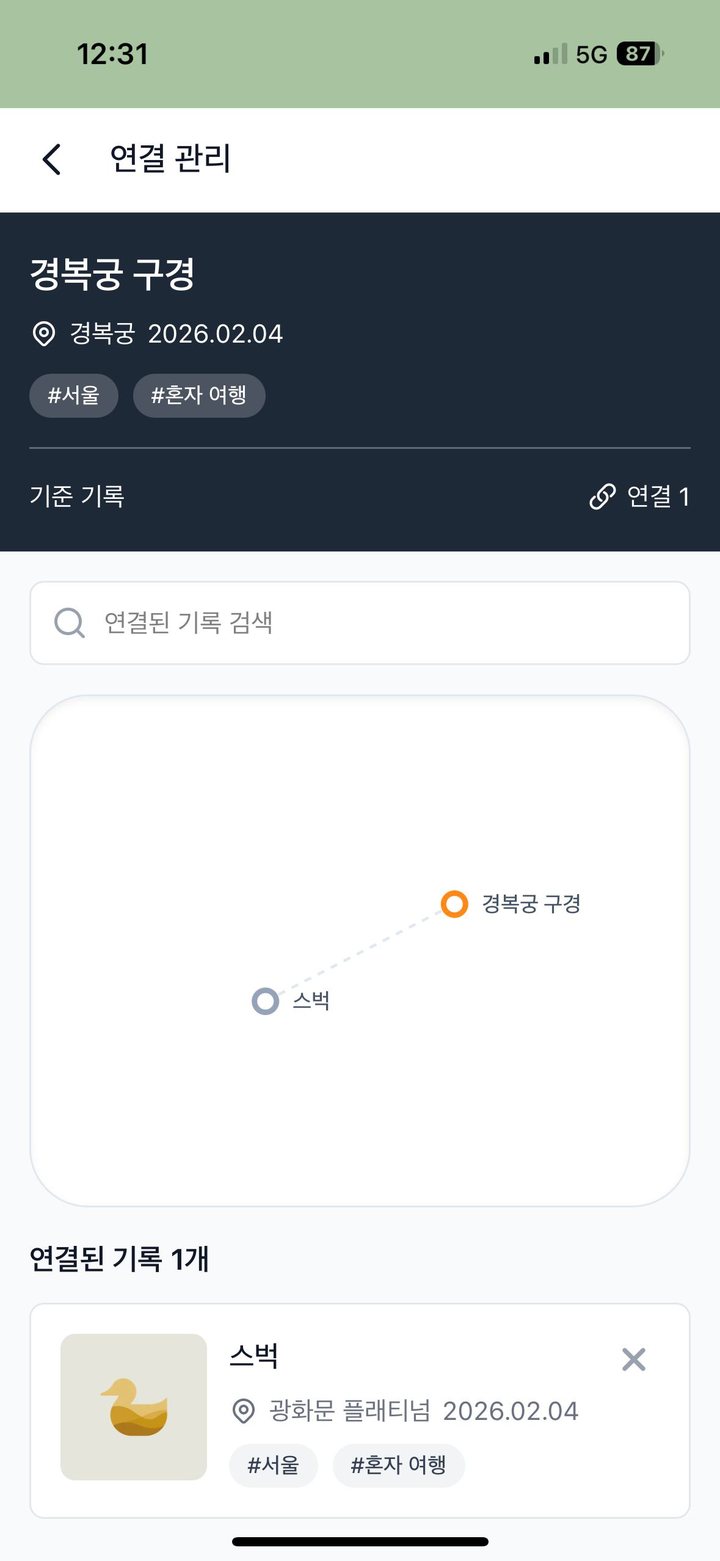 12:31 5G 87
연결 관리
경복궁 구경
경복궁 2026.02.04
#서울 #혼자 여행
기준 기록 연결 1
연결된 기록 검색
경복궁 구경
스벅
연결된 기록 1개
스벅
광화문 플래티넘 2026.02.04
#서울 #혼자 여행